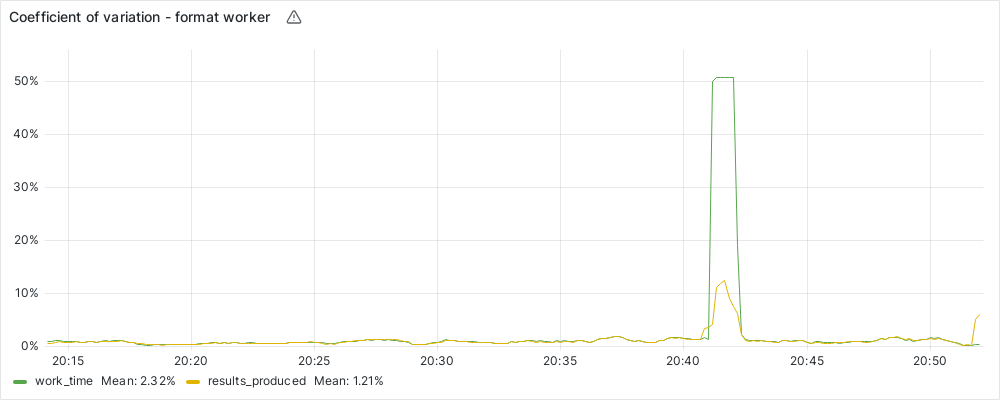 Coefficient of variation - format worker
50%
40%
30%
20%
10%
0%
20:15 20:20 20:25 20:30 20:35 20:40 20:45 20:50
work_time Mean: 2.32% results_produced Mean: 1.21%